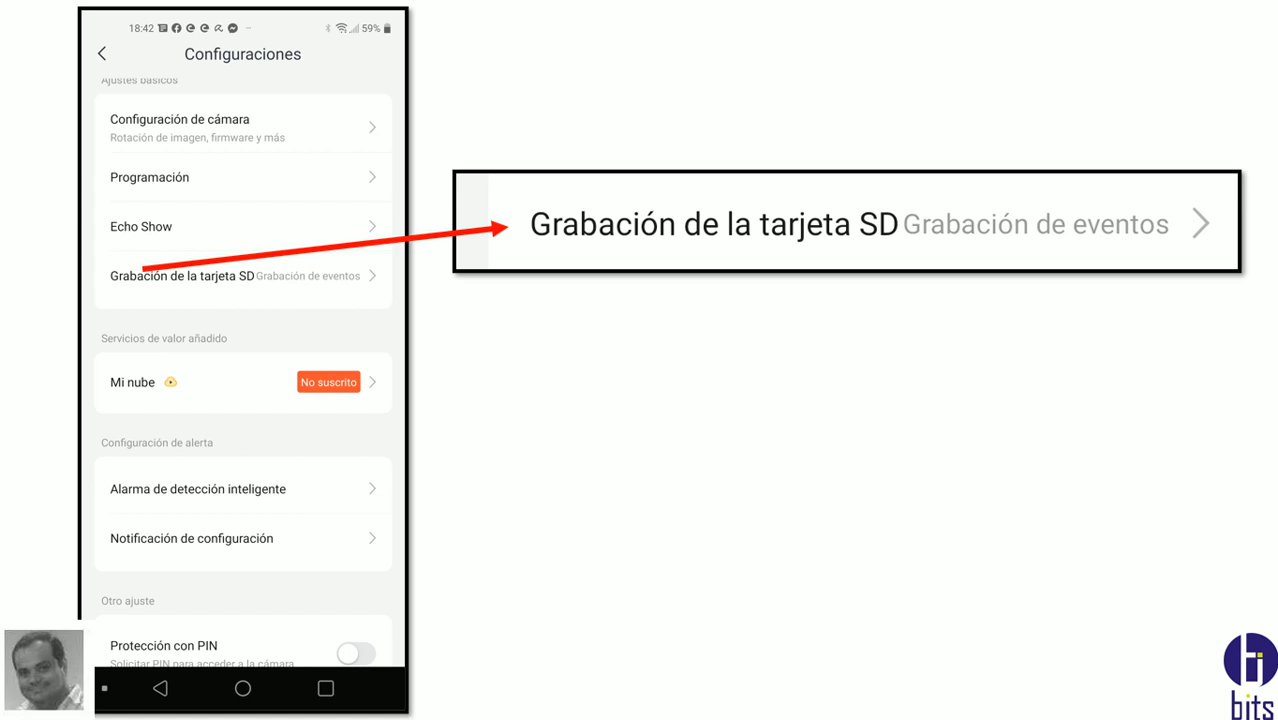 18:42
59%
Configuraciones
Ajustes básicos
Configuración de cámara
Rotación de imagen, firmware y más
Programación
Echo Show
Grabación de la tarjeta SD Grabación de eventos
Servicios de valor añadido
Mi nube No suscrito
Configuración de alerta
Alarma de detección inteligente
Notificación de configuración
Otro ajuste
Protección con PIN
Solicitar PIN para acceder a la cámara
Grabación de la tarjeta SD Grabación de eventos
bits